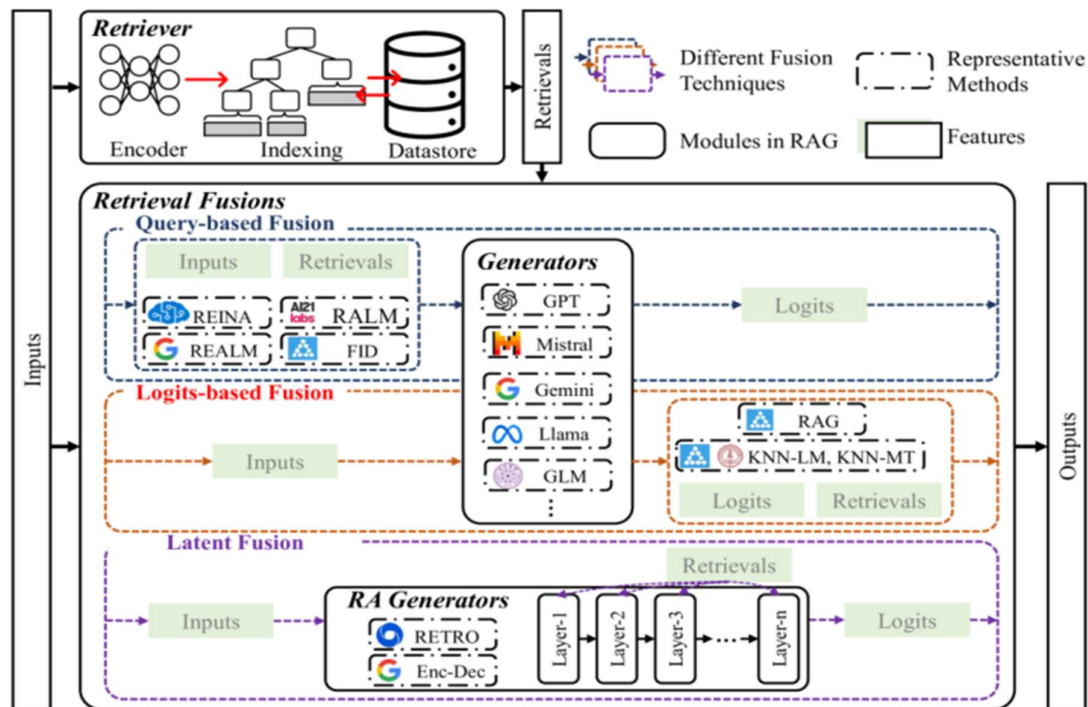 Retriever
Encoder
Indexing
Datastore
Retrievals
Different Fusion
Techniques
Representative
Methods
Modules in RAG
Features
Inputs
Retrieval Fusions
Query-based Fusion
Inputs
Retrievals
REINA
AI21
labs
RALM
REALM
FID
Generators
GPT
Mistral
Gemini
Llama
GLM
Logits
Logits-based Fusion
Inputs
RAG
KNN-LM, KNN-MT
Logits
Retrievals
Latent Fusion
Inputs
RA Generators
RETRO
Enc-Dec
Retrievals
Layer-1
Layer-2
Layer-3
Layer-n
Logits
Outputs